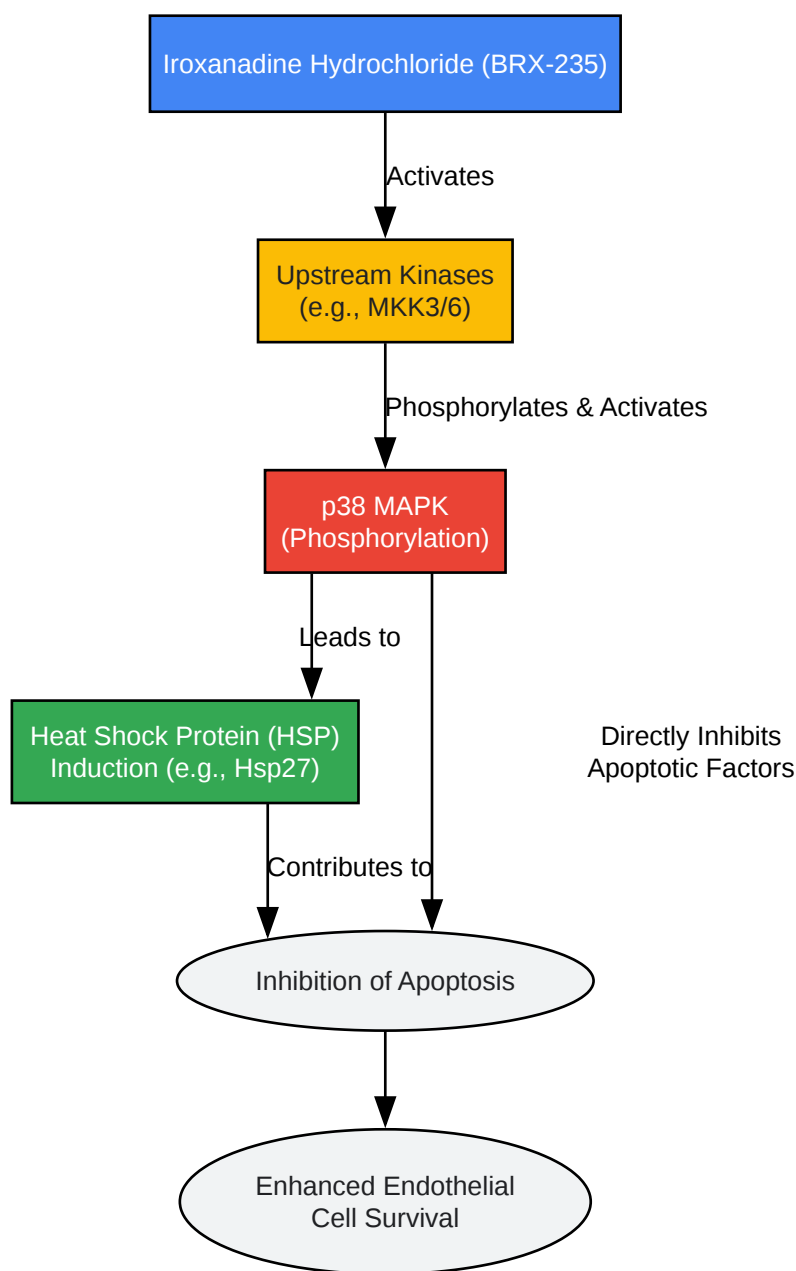 Iroxanadine Hydrochloride (BRX-235)
Activates
Upstream Kinases
(e.g., MKK3/6)
Phosphorylates & Activates
p38 MAPK
(Phosphorylation)
Leads to
Heat Shock Protein (HSP)
Induction (e.g., Hsp27)
Directly Inhibits
Apoptotic Factors
Contributes to
Inhibition of Apoptosis
Enhanced Endothelial
Cell Survival